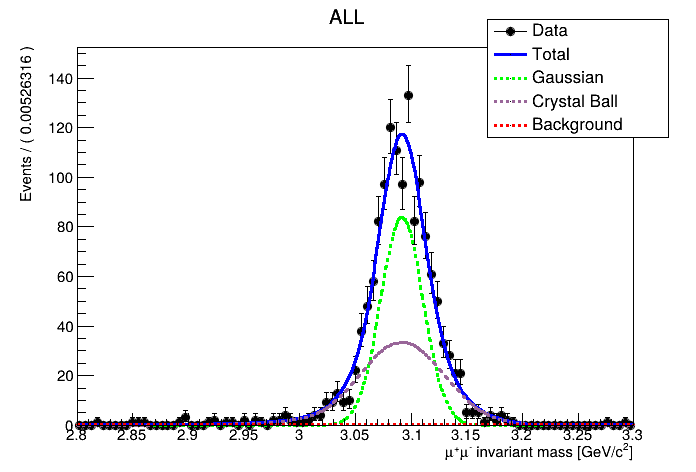 ALL
Data
Total
Gaussian
Crystal Ball
Background
Events / ( 0.00526316 )
140
120
100
80
60
40
20
0
2.8 2.85 2.9 2.95 3 3.05 3.1 3.15 3.2 3.25 3.3
μ⁺μ⁻ invariant mass [GeV/c²]